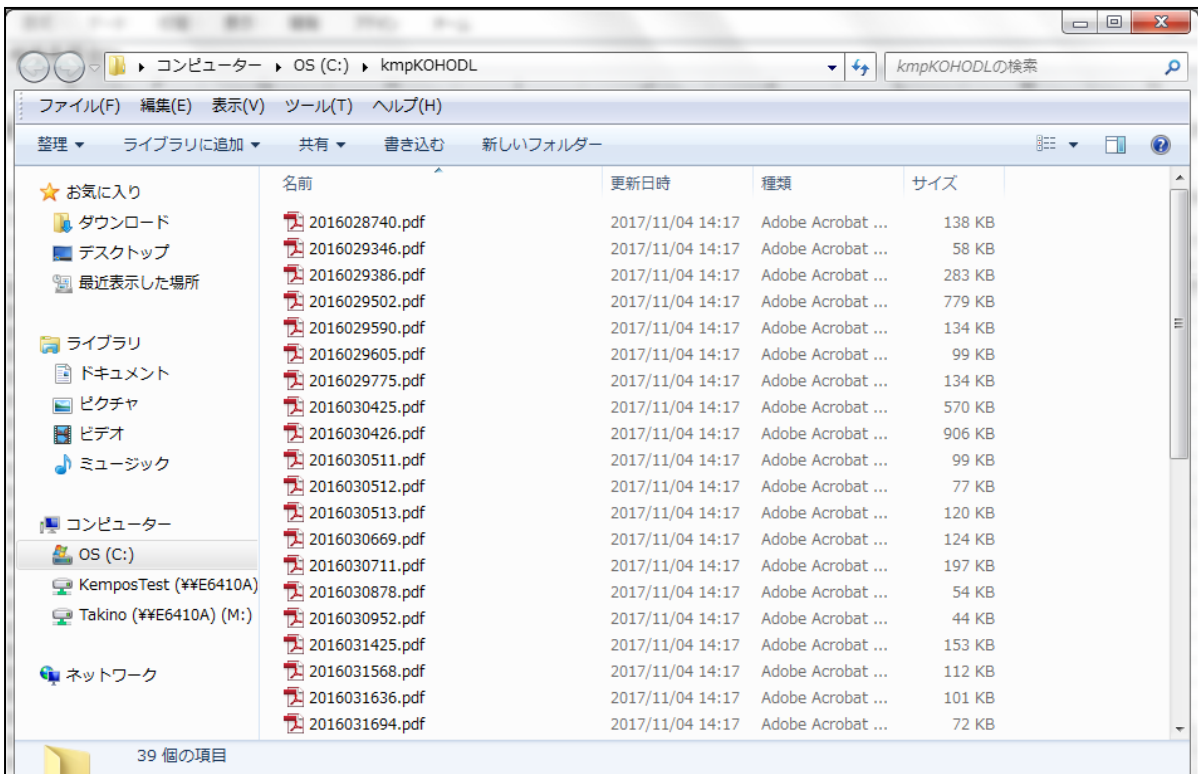 コンピューター ▸ OS (C:) ▸ kmpKOHODL
kmpKOHODLの検索
ファイル(F) 編集(E) 表示(V) ツール(T) ヘルプ(H)
整理 ライブラリに追加 共有 書き込む 新しいフォルダー
お気に入り
ダウンロード
デスクトップ
最近表示した場所
ライブラリ
ドキュメント
ピクチャ
ビデオ
ミュージック
コンピューター
OS (C:)
KemposTest (¥¥E6410A)
Takino (¥¥E6410A) (M:)
ネットワーク
名前 更新日時 種類 サイズ
2016028740.pdf 2017/11/04 14:17 Adobe Acrobat ... 138 KB
2016029346.pdf 2017/11/04 14:17 Adobe Acrobat ... 58 KB
2016029386.pdf 2017/11/04 14:17 Adobe Acrobat ... 283 KB
2016029502.pdf 2017/11/04 14:17 Adobe Acrobat ... 779 KB
2016029590.pdf 2017/11/04 14:17 Adobe Acrobat ... 134 KB
2016029605.pdf 2017/11/04 14:17 Adobe Acrobat ... 99 KB
2016029775.pdf 2017/11/04 14:17 Adobe Acrobat ... 134 KB
2016030425.pdf 2017/11/04 14:17 Adobe Acrobat ... 570 KB
2016030426.pdf 2017/11/04 14:17 Adobe Acrobat ... 906 KB
2016030511.pdf 2017/11/04 14:17 Adobe Acrobat ... 99 KB
2016030512.pdf 2017/11/04 14:17 Adobe Acrobat ... 77 KB
2016030513.pdf 2017/11/04 14:17 Adobe Acrobat ... 120 KB
2016030669.pdf 2017/11/04 14:17 Adobe Acrobat ... 124 KB
2016030711.pdf 2017/11/04 14:17 Adobe Acrobat ... 197 KB
2016030878.pdf 2017/11/04 14:17 Adobe Acrobat ... 54 KB
2016030952.pdf 2017/11/04 14:17 Adobe Acrobat ... 44 KB
2016031425.pdf 2017/11/04 14:17 Adobe Acrobat ... 153 KB
2016031568.pdf 2017/11/04 14:17 Adobe Acrobat ... 112 KB
2016031636.pdf 2017/11/04 14:17 Adobe Acrobat ... 101 KB
2016031694.pdf 2017/11/04 14:17 Adobe Acrobat ... 72 KB
39 個の項目